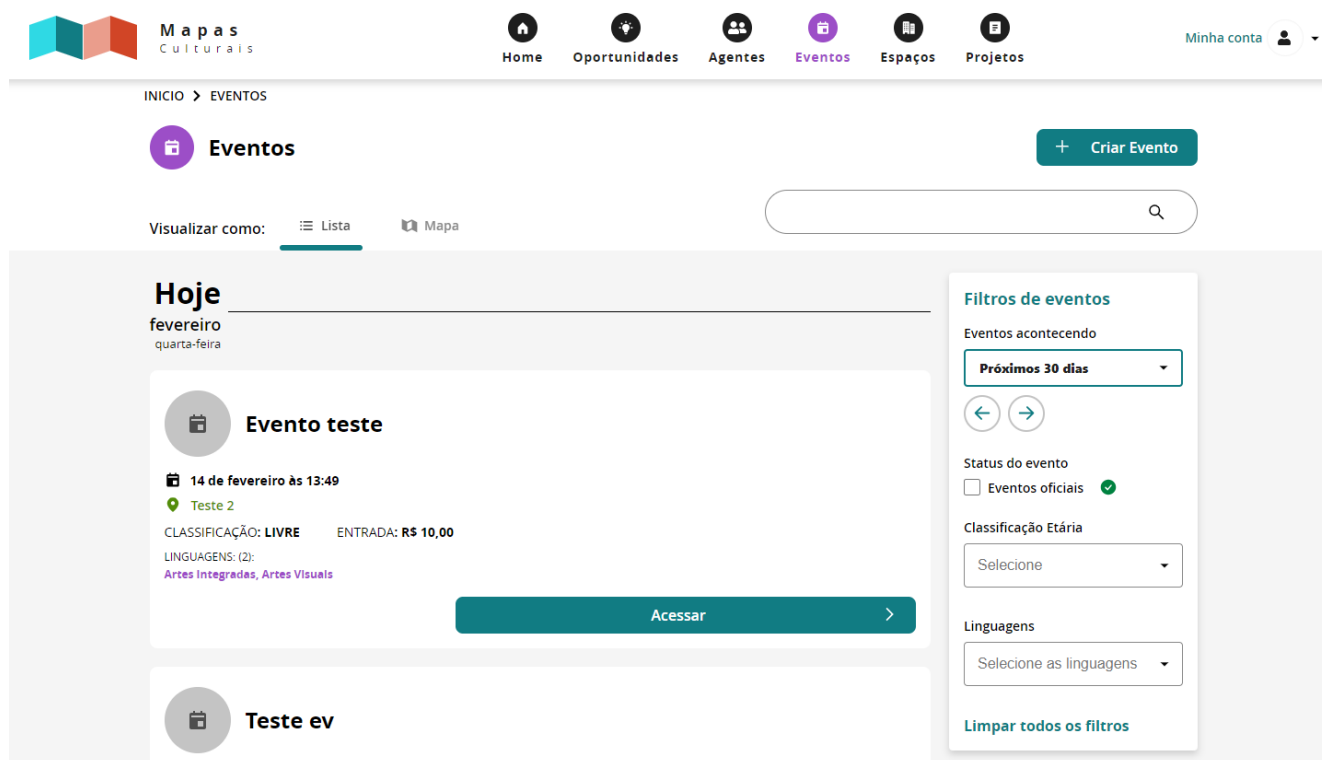 Mapas
Culturais
Home
Oportunidades
Agentes
Eventos
Espaços
Projetos
Minha conta
INICIO > EVENTOS
Eventos
+ Criar Evento
Visualizar como:
Lista
Mapa
Hoje
fevereiro
quarta-feira
Evento teste
14 de fevereiro às 13:49
Teste 2
CLASSIFICAÇÃO: LIVRE ENTRADA: R$ 10,00
LINGUAGENS: (2):
Artes Integradas, Artes Visuais
Acessar
Teste ev
Filtros de eventos
Eventos acontecendo
Próximos 30 dias
Status do evento
Eventos oficiais
Classificação Etária
Selecione
Linguagens
Selecione as linguagens
Limpar todos os filtros